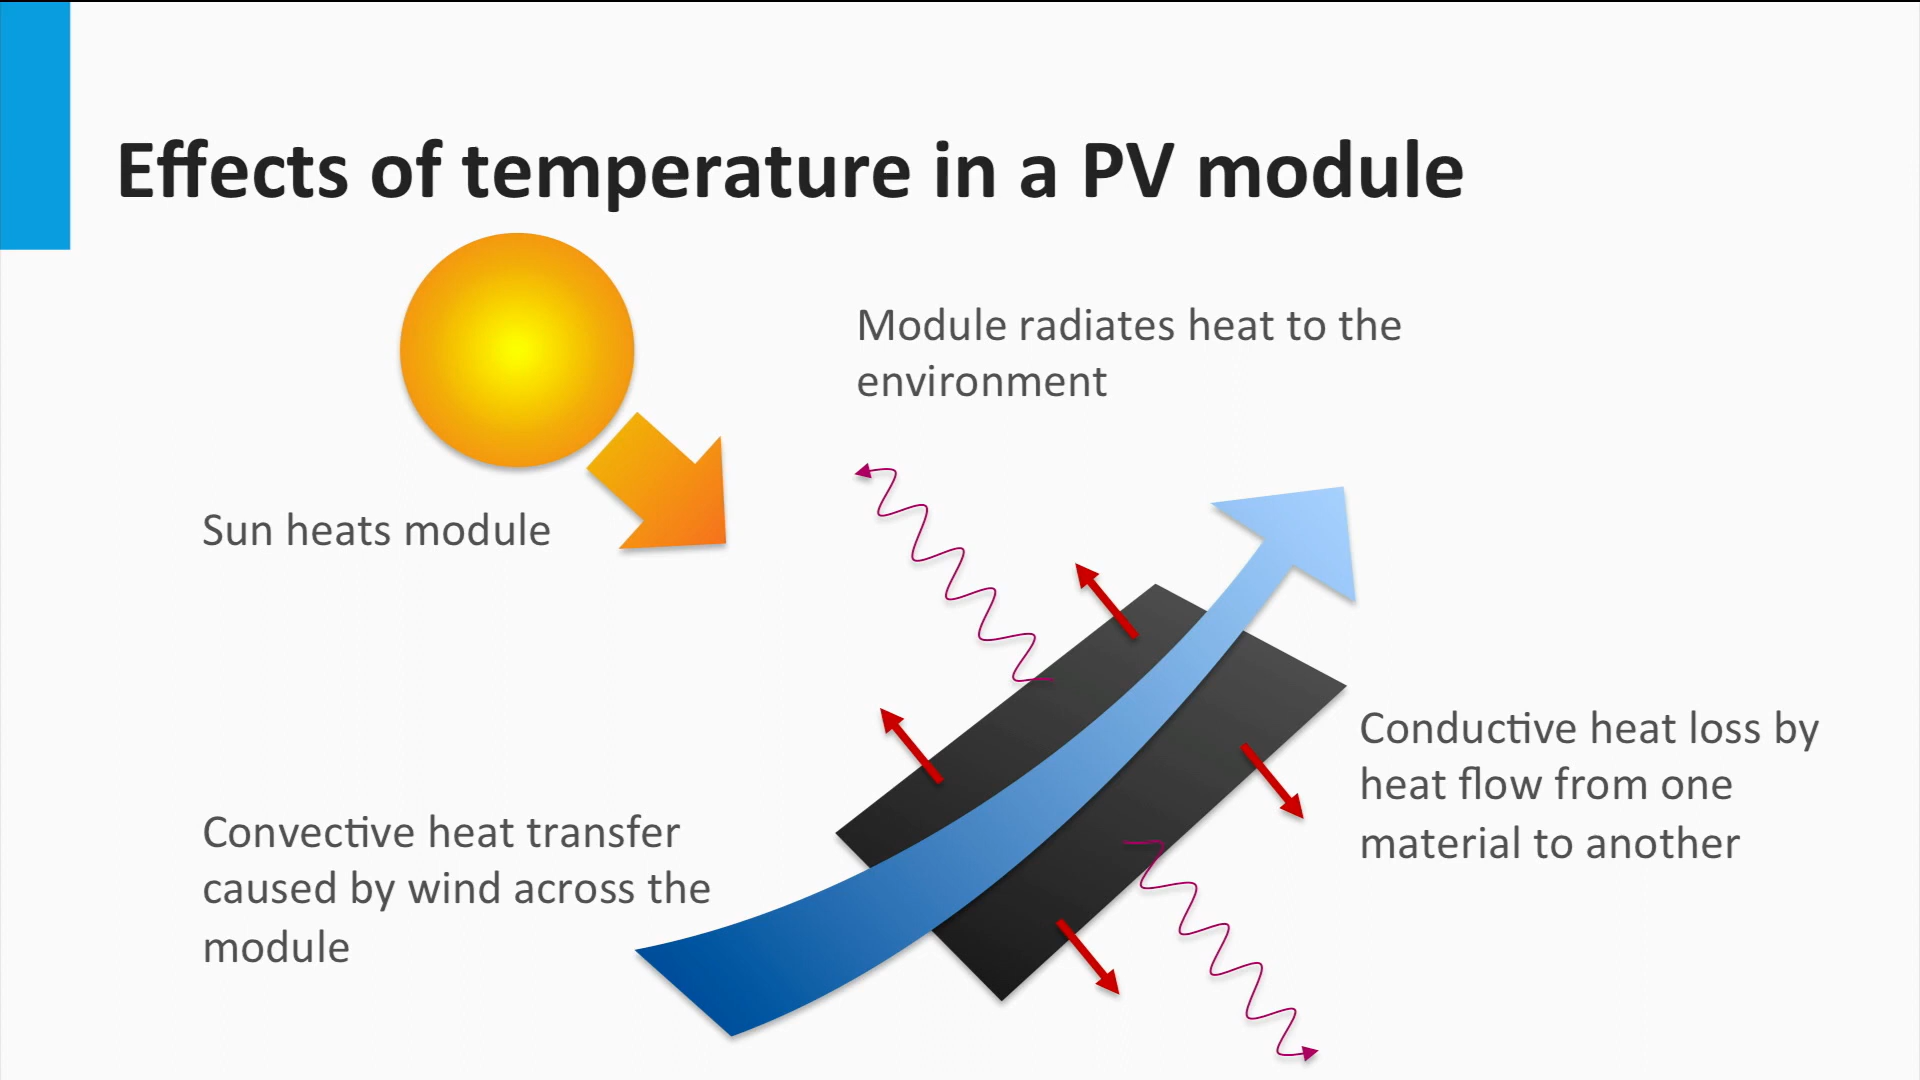 Effects of temperature in a PV module
Module radiates heat to the
environment
Sun heats module
Conductive heat loss by
heat flow from one
material to another
Convective heat transfer
caused by wind across the
module